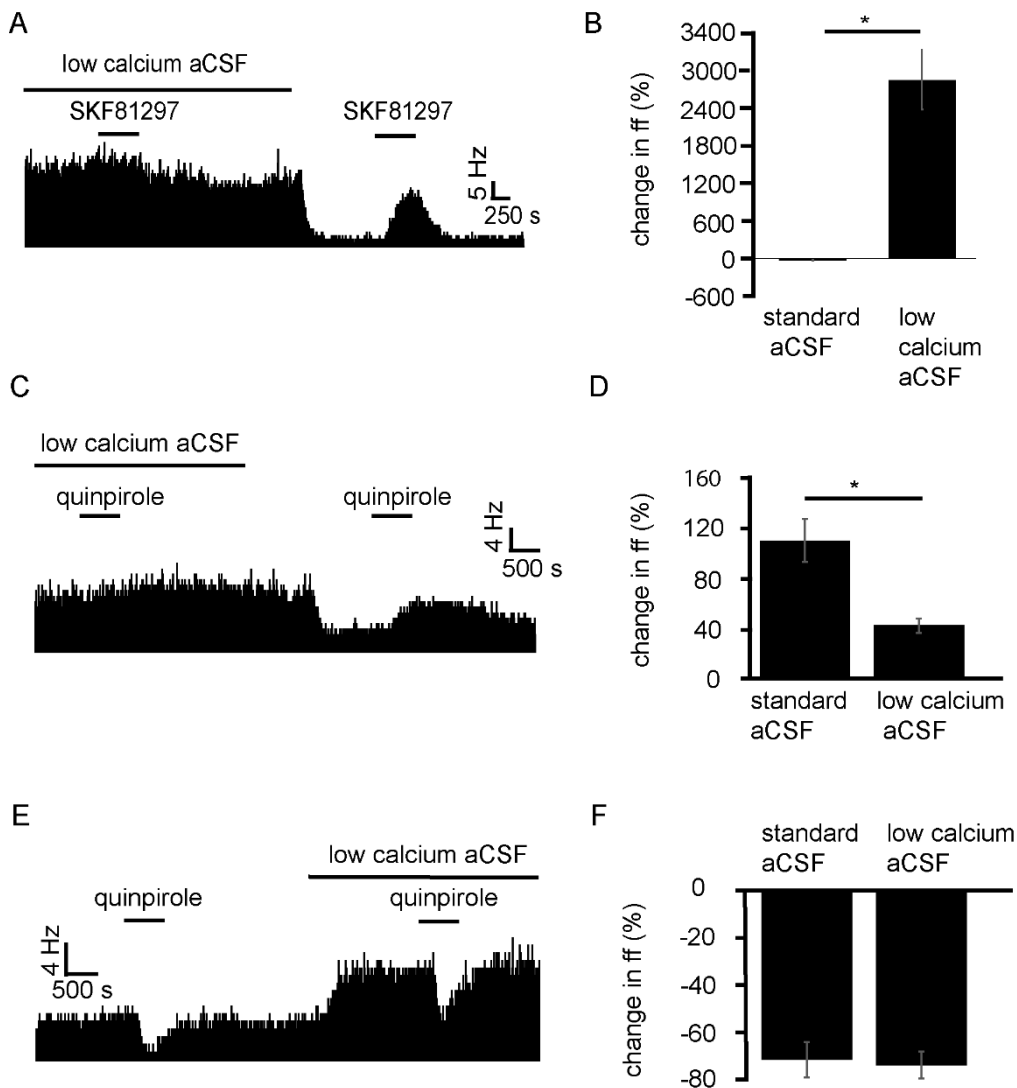 A
low calcium aCSF
SKF81297
SKF81297
5 Hz
250 s
B
*
change in ff (%)
3400
3000
2400
1800
1200
600
0
-600
standard
aCSF
low
calcium
aCSF
C
low calcium aCSF
quinpirole
quinpirole
4 Hz
500 s
D
*
change in ff (%)
160
120
80
40
0
standard
aCSF
low calcium
aCSF
E
low calcium aCSF
quinpirole
quinpirole
4 Hz
500 s
F
standard
aCSF
low calcium
aCSF
change in ff (%)
0
-20
-40
-60
-80